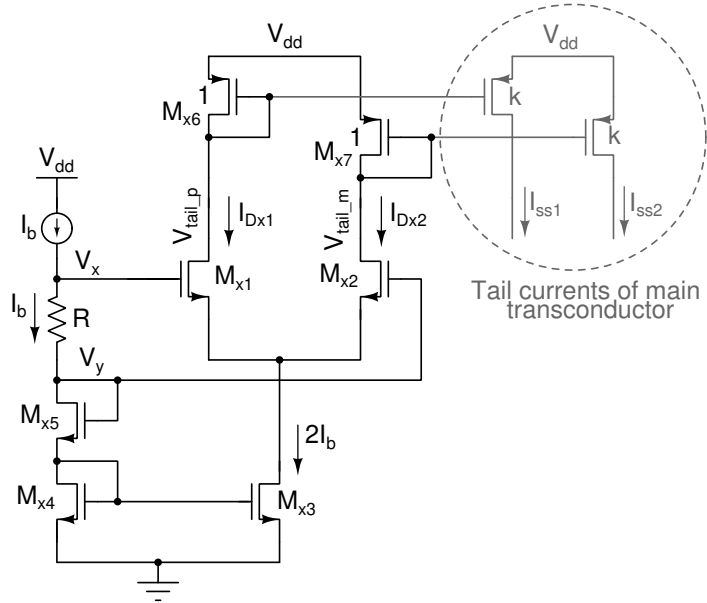 V_dd
1
M_x6
k
V_dd
1
M_x7
k
V_dd
I_b
V_tail_p
I_Dx1
V_tail_m
I_Dx2
I_ss1
I_ss2
V_x
M_x1
M_x2
Tail currents of main
transconductor
I_b
R
V_y
M_x5
2I_b
M_x4
M_x3